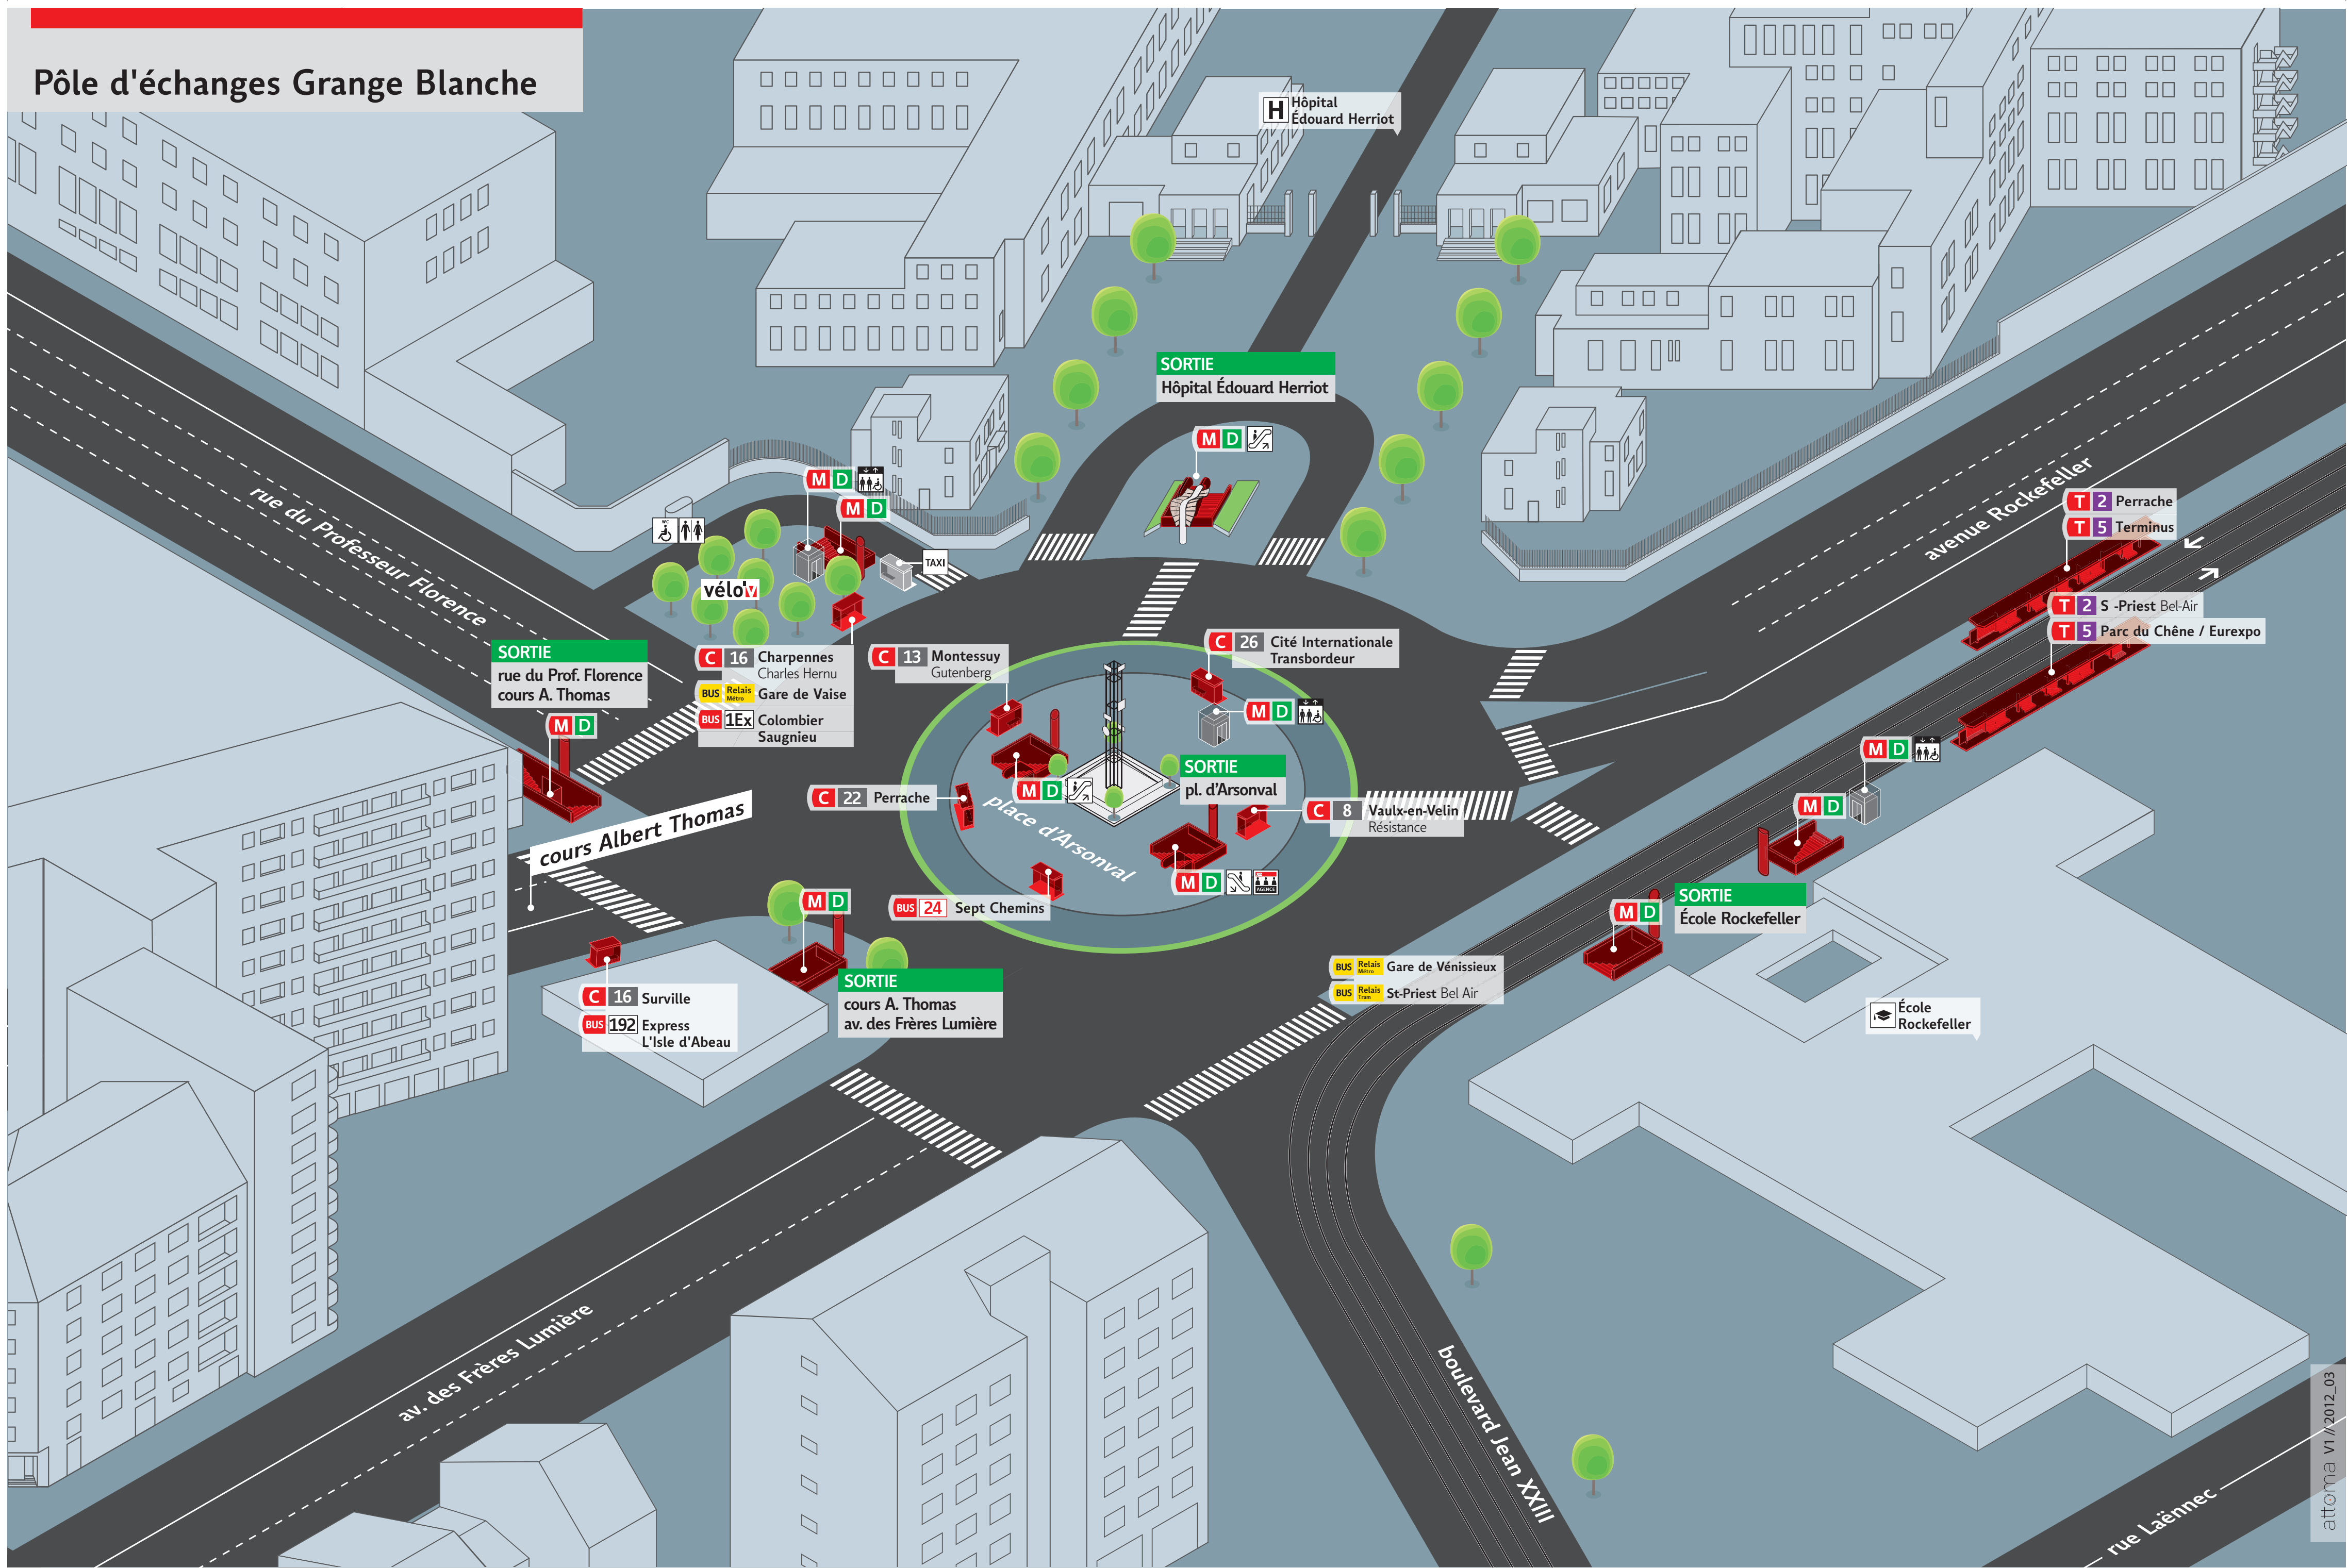 Pôle d'échanges Grange Blanche
H Hôpital
Édouard Herriot
SORTIE
Hôpital Édouard Herriot
M D
M D
M D
WC
TAXI
vélo'v
rue du Professeur Florence
avenue Rockefeller
T 2 Perrache
T 5 Terminus
T 2 S -Priest Bel-Air
T 5 Parc du Chêne / Eurexpo
SORTIE
rue du Prof. Florence
cours A. Thomas
M D
C 16 Charpennes
Charles Hernu
BUS Relais Métro Gare de Vaise
BUS 1Ex Colombier
Saugnieu
C 13 Montessuy
Gutenberg
C 26 Cité Internationale
Transbordeur
M D
M D
SORTIE
pl. d'Arsonval
C 22 Perrache
place d'Arsonval
C 8 Vaulx-en-Velin
Résistance
M D AGENCE
BUS 24 Sept Chemins
cours Albert Thomas
M D
M D
M D
M D
SORTIE
École Rockefeller
SORTIE
cours A. Thomas
av. des Frères Lumière
C 16 Surville
BUS 192 Express
L'Isle d'Abeau
BUS Relais Métro Gare de Vénissieux
BUS Relais Tram St-Priest Bel Air
École
Rockefeller
av. des Frères Lumière
boulevard Jean XXIII
rue Laënnec
attoma V1 //2012_03